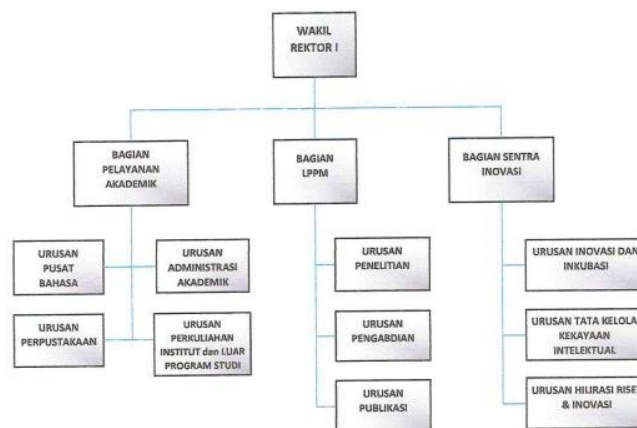 WAKIL
REKTOR I
BAGIAN
PELAYANAN
AKADEMIK
BAGIAN
LPPM
BAGIAN SENTRA
INOVASI
URUSAN
PUSAT
BAHASA
URUSAN
ADMINISTRASI
AKADEMIK
URUSAN
PERPUSTAKAAN
URUSAN
PERKULIAHAN
INSTITUT dan LUAR
PROGRAM STUDI
URUSAN
PENELITIAN
URUSAN
PENGABDIAN
URUSAN
PUBLIKASI
URUSAN INOVASI DAN
INKUBASI
URUSAN TATA KELOLA
KEKAYAAN
INTELEKTUAL
URUSAN HILIRASI RISET
& INOVASI